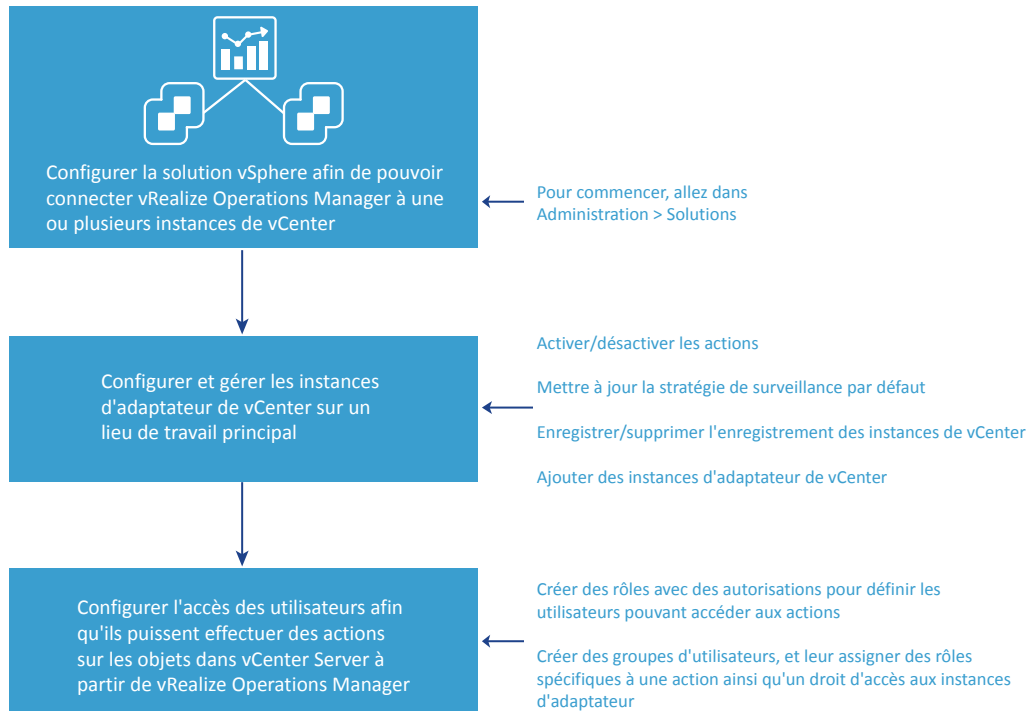 Configurer la solution vSphere afin de pouvoir
connecter vRealize Operations Manager à une
ou plusieurs instances de vCenter
Pour commencer, allez dans
Administration > Solutions
Configurer et gérer les instances
d'adaptateur de vCenter sur un
lieu de travail principal
Activer/désactiver les actions
Mettre à jour la stratégie de surveillance par défaut
Enregistrer/supprimer l'enregistrement des instances de vCenter
Ajouter des instances d'adaptateur de vCenter
Configurer l'accès des utilisateurs afin
qu'ils puissent effectuer des actions
sur les objets dans vCenter Server à
partir de vRealize Operations Manager
Créer des rôles avec des autorisations pour définir les
utilisateurs pouvant accéder aux actions
Créer des groupes d'utilisateurs, et leur assigner des rôles
spécifiques à une action ainsi qu'un droit d'accès aux instances
d'adaptateur